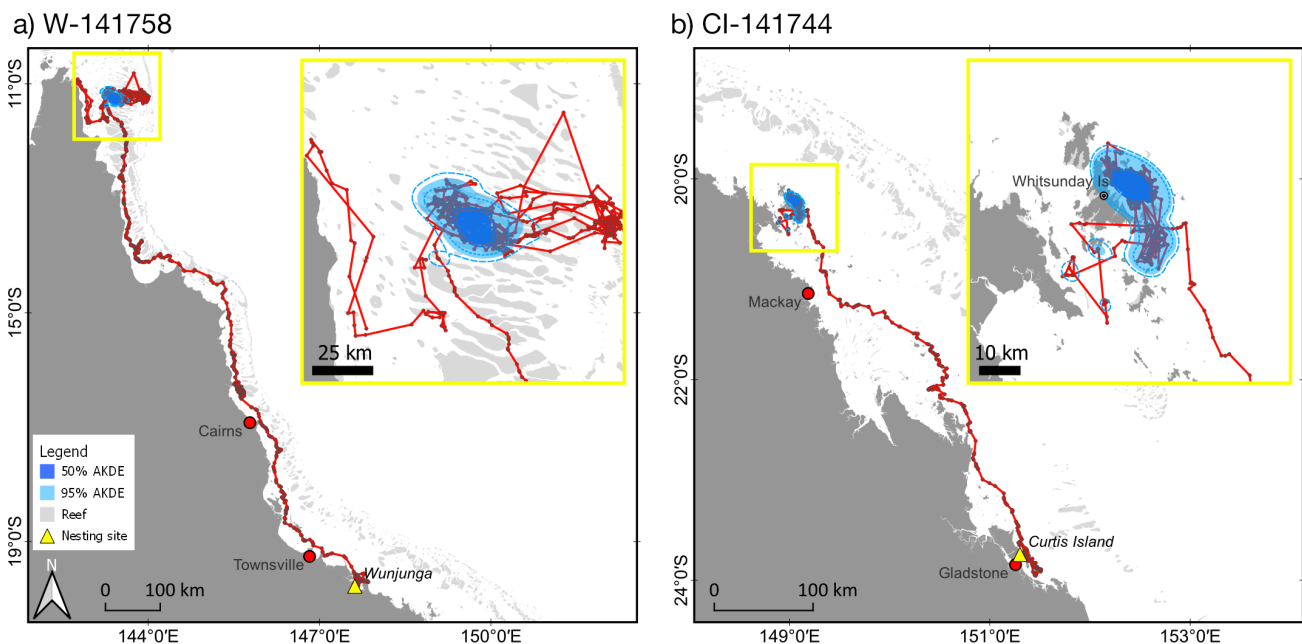 a) W-141758
11°0'S
15°0'S
19°0'S
144°0'E
147°0'E
150°0'E
25 km
Cairns
Legend
50% AKDE
95% AKDE
Reef
Nesting site
N
0
100 km
Townsville
Wunjunga
b) CI-141744
20°0'S
22°0'S
24°0'S
149°0'E
151°0'E
153°0'E
Whitsunday Is
10 km
Mackay
Curtis Island
Gladstone
0
100 km